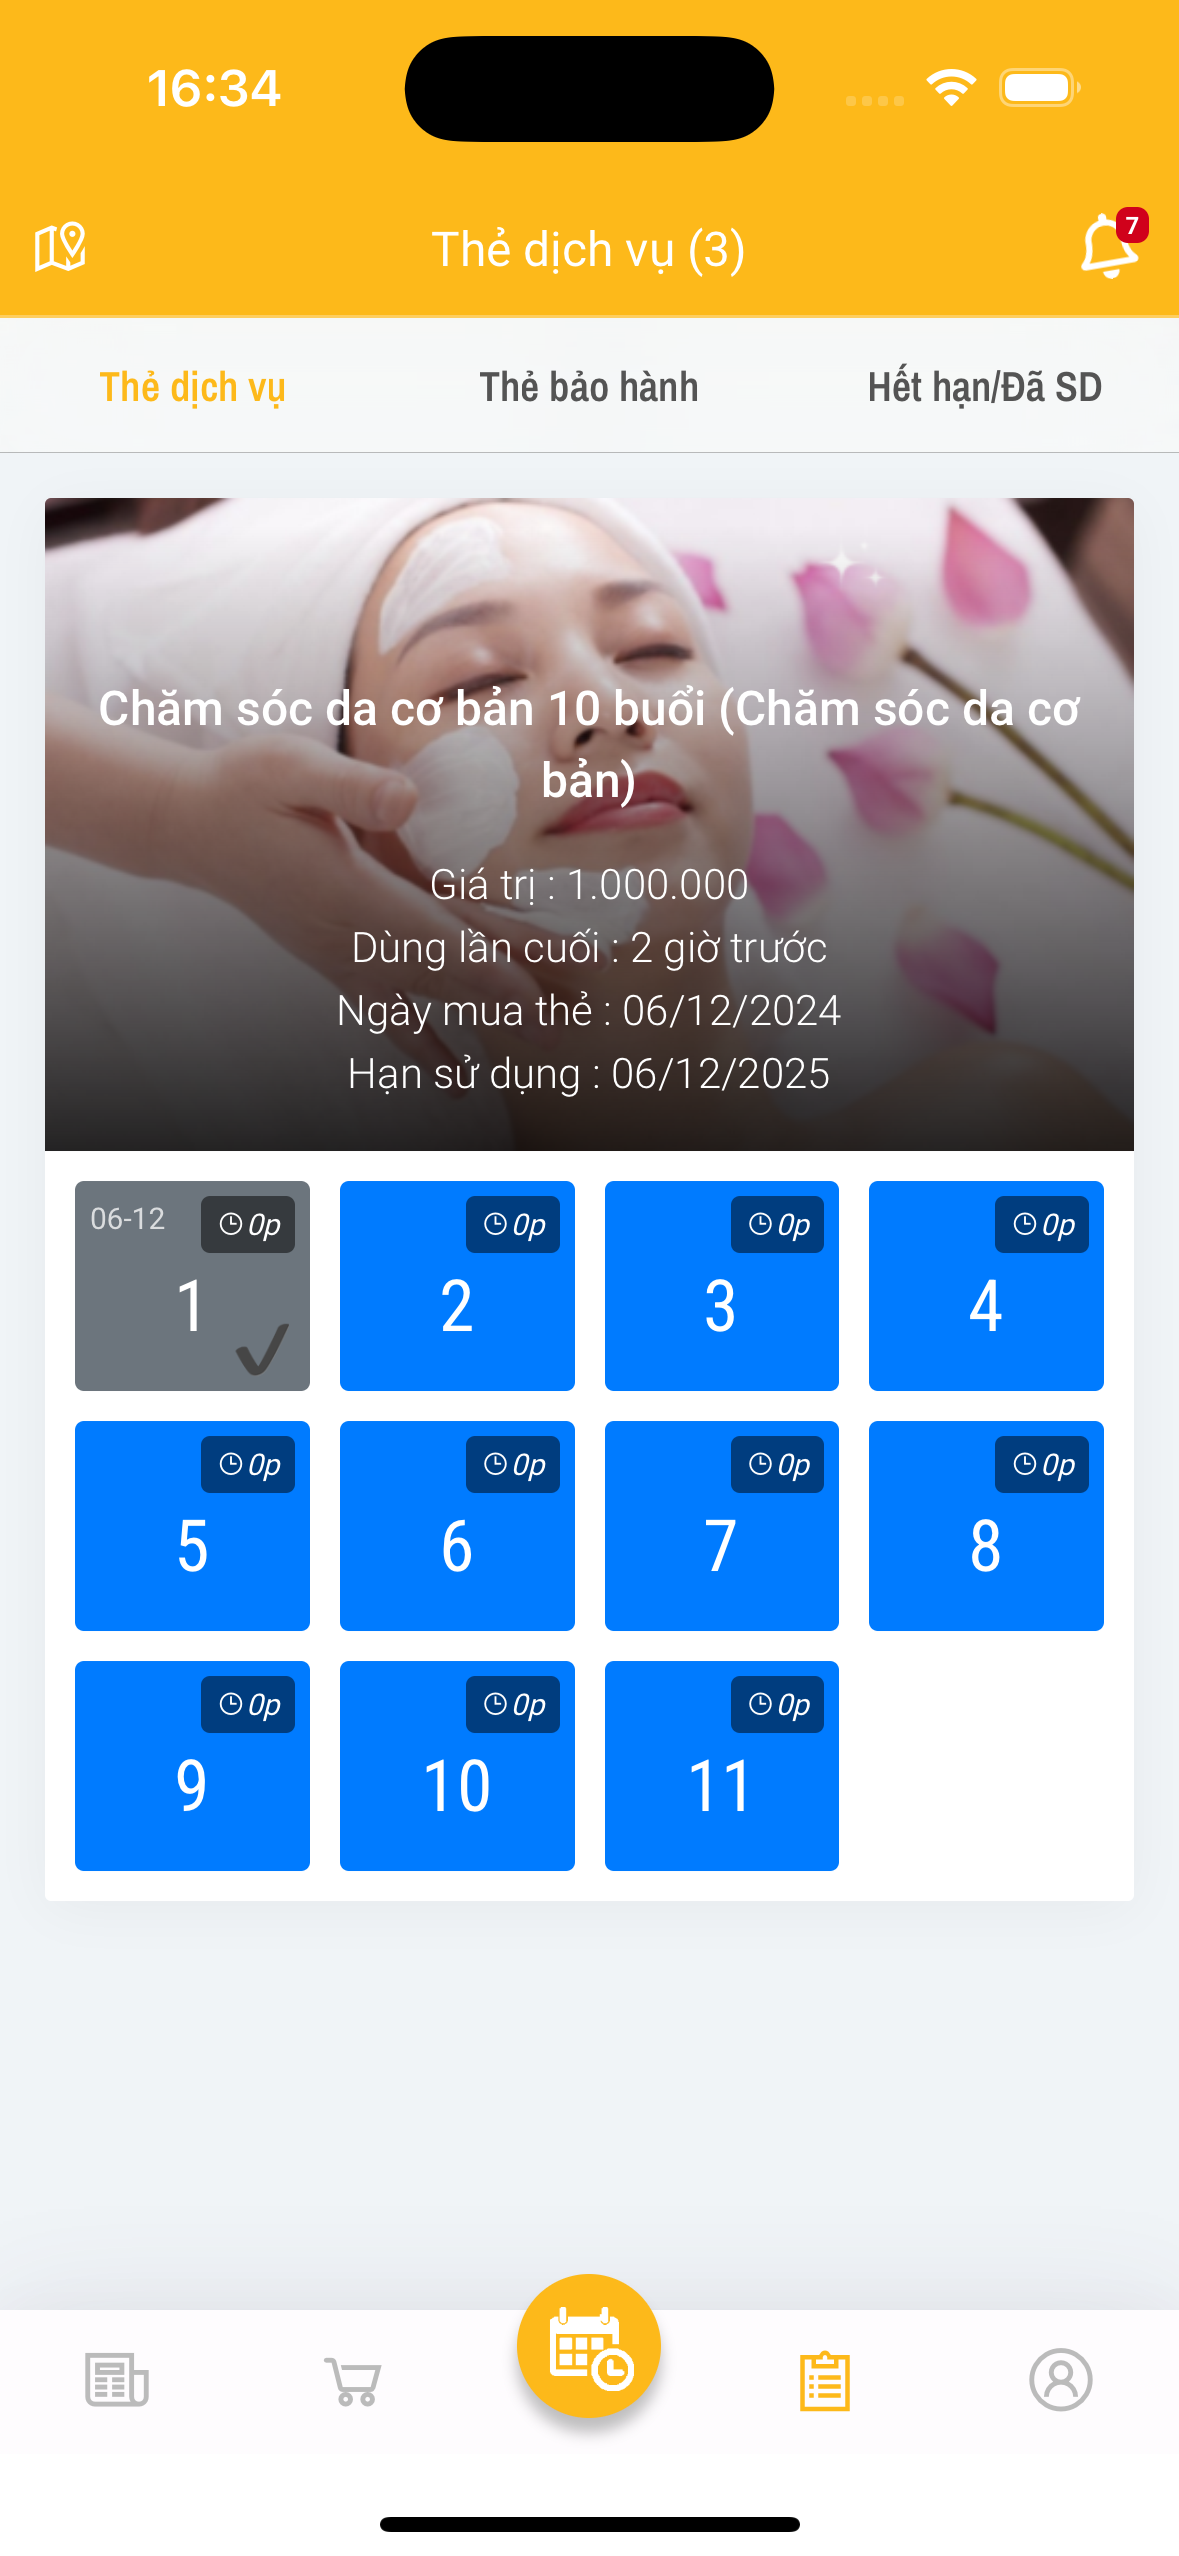 16:34
Thẻ dịch vụ (3)
7
Thẻ dịch vụ
Thẻ bảo hành
Hết hạn/Đã SD
Chăm sóc da cơ bản 10 buổi (Chăm sóc da cơ
bản)
Giá trị : 1.000.000
Dùng lần cuối : 2 giờ trước
Ngày mua thẻ : 06/12/2024
Hạn sử dụng : 06/12/2025
06-12
0p
1
0p
2
0p
3
0p
4
0p
5
0p
6
0p
7
0p
8
0p
9
0p
10
0p
11